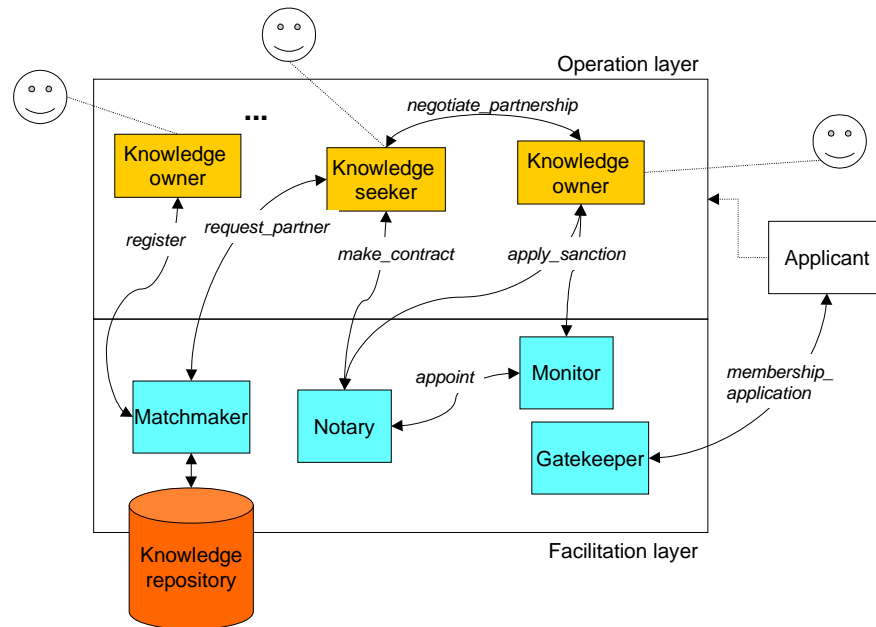 Operation layer
...
negotiate_partnership
Knowledge
owner
Knowledge
seeker
Knowledge
owner
register
request_partner
make_contract
apply_sanction
Applicant
Matchmaker
Notary
appoint
Monitor
Gatekeeper
membership_
application
Knowledge
repository
Facilitation layer